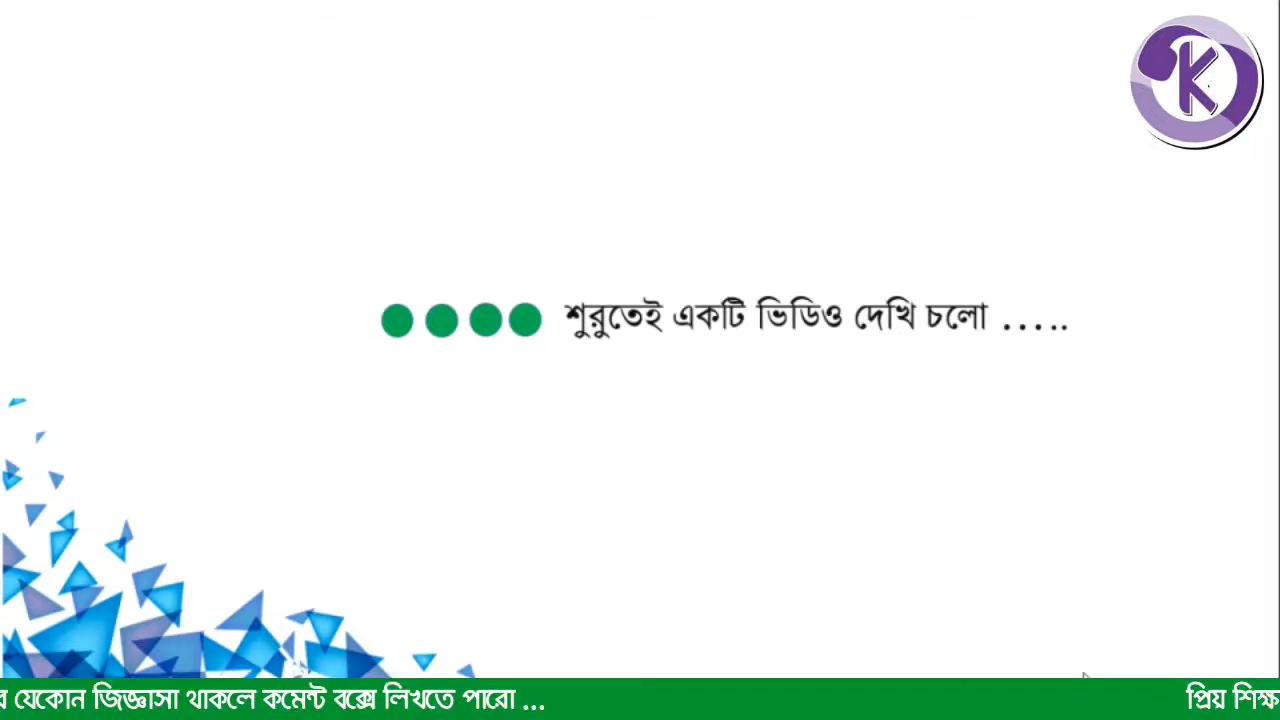 K
শুরুতেই একটি ভিডিও দেখি চলো .....
যেকোন জিজ্ঞাসা থাকলে কমেন্ট বক্সে লিখতে পারো ... প্রিয়